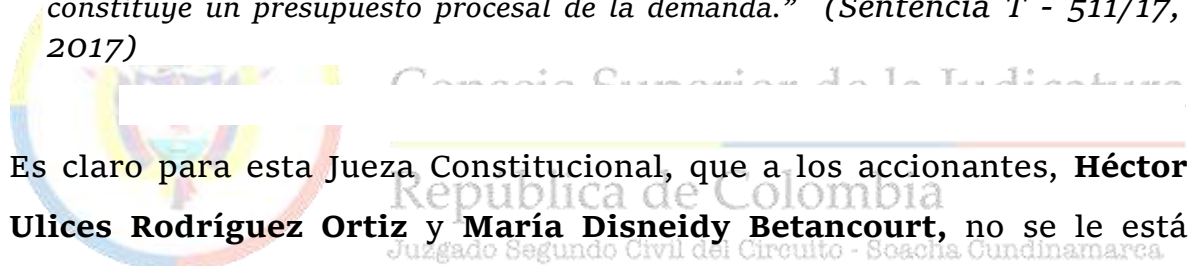 constituye un presupuesto procesal de la demanda.” (Sentencia T - 511/17,
2017)
Consejo Superior de la Judicatura
Es claro para esta Jueza Constitucional, que a los accionantes, Héctor
República de Colombia
Ulices Rodríguez Ortiz y María Disneidy Betancourt, no se le está
Juzgado Segundo Civil del Circuito - Soacha Cundinamarca